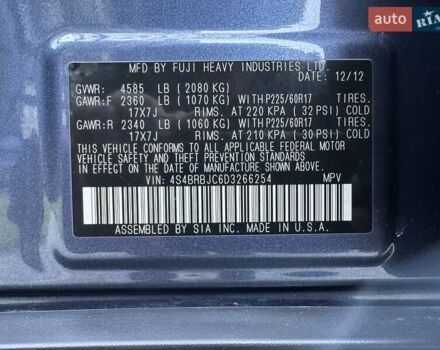 auto
RIA
MFD BY FUJI HEAVY INDUSTRIES LTD.
DATE: 12/12
GVWR: 4585 LB ( 2080 KG)
GAWR:F 2360 LB ( 1070 KG) WITH P225/60R17 TIRES.
17X7J RIMS. AT 220 KPA ( 32 PSI) COLD
GAWR:R 2340 LB ( 1060 KG) WITH P225/60R17 TIRES.
17X7J RIMS. AT 210 KPA ( 30 PSI) COLD
THIS VEHICLE CONFORMS TO ALL APPLICABLE FEDERAL MOTOR
VEHICLE SAFETY STANDARDS IN EFFECT ON THE DATE OF
MANUFACTURE SHOWN ABOVE.
VIN: 4S4BRBJC6D3266254 MPV
ASSEMBLED BY SIA INC. IN U.S.A.